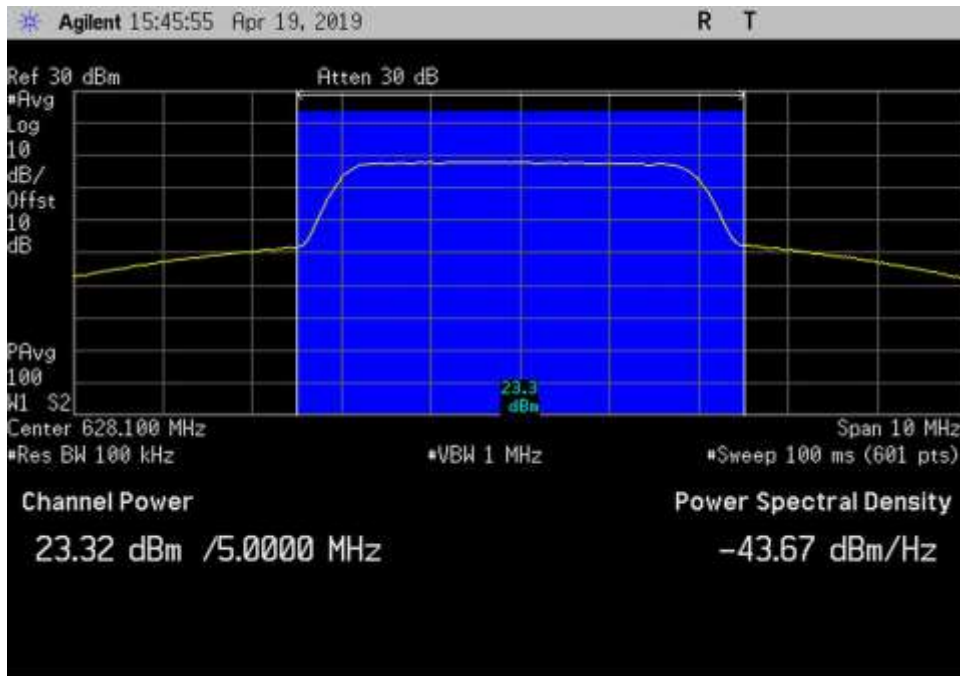 Agilent 15:45:55 Apr 19, 2019 R T
Ref 30 dBm Atten 30 dB
#Avg
Log
10
dB/
Offst
10
dB
PAvg
100
W1 S2
23.3
dBm
Center 628.100 MHz Span 10 MHz
#Res BW 100 kHz #VBW 1 MHz #Sweep 100 ms (601 pts)
Channel Power Power Spectral Density
23.32 dBm /5.0000 MHz -43.67 dBm/Hz